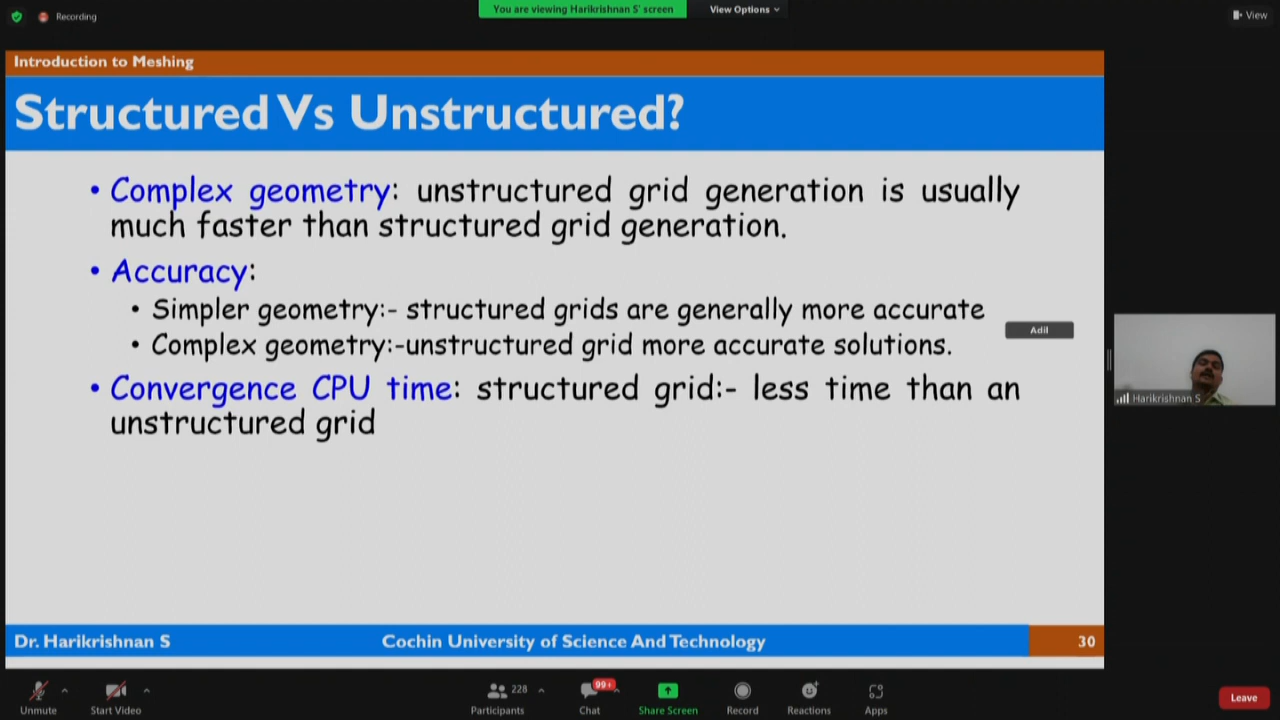 Recording
You are viewing Harikrishnan S' screen
View Options
View
Introduction to Meshing
Structured Vs Unstructured?
• Complex geometry: unstructured grid generation is usually
much faster than structured grid generation.
• Accuracy:
• Simpler geometry:- structured grids are generally more accurate
Adil
• Complex geometry:-unstructured grid more accurate solutions.
• Convergence CPU time: structured grid:- less time than an
unstructured grid
Harikrishnan S
Dr. Harikrishnan S
Cochin University of Science And Technology
30
Unmute
Start Video
228
Participants
99+
Chat
Share Screen
Record
Reactions
Apps
Leave